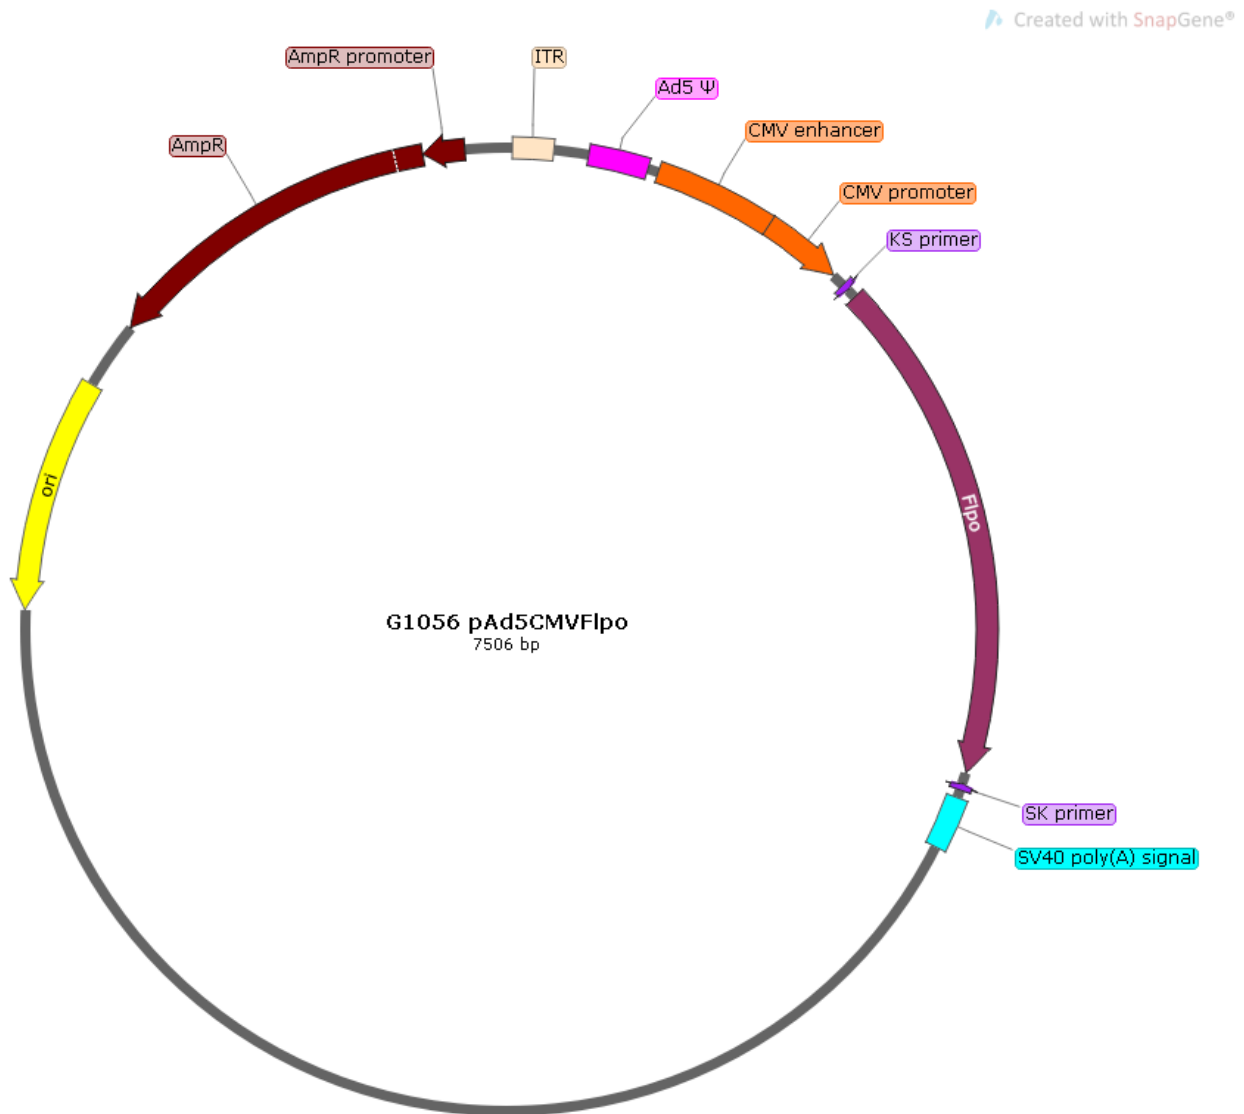 Created with SnapGene®
AmpR promoter
ITR
Ad5 Ψ
CMV enhancer
AmpR
CMV promoter
KS primer
ori
Flpo
G1056 pAd5CMVFlpo
7506 bp
SK primer
SV40 poly(A) signal